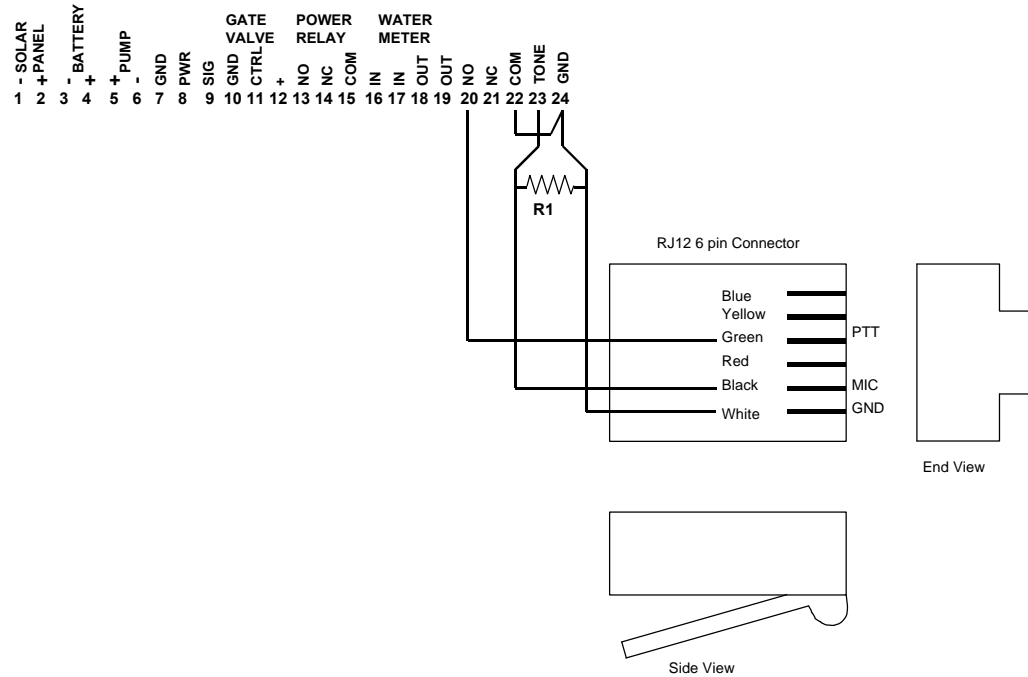 - SOLAR
+ PANEL
- BATTERY
+
+ PUMP
-
GND
PWR
SIG
GATE VALVE
GND
CTRL
+
POWER RELAY
NO
NC
COM
WATER METER
IN
IN
OUT
OUT
NO
NC
COM
TONE
GND
1 2 3 4 5 6 7 8 9 10 11 12 13 14 15 16 17 18 19 20 21 22 23 24
R1
RJ12 6 pin Connector
Blue
Yellow
Green PTT
Red
Black MIC
White GND
End View
Side View